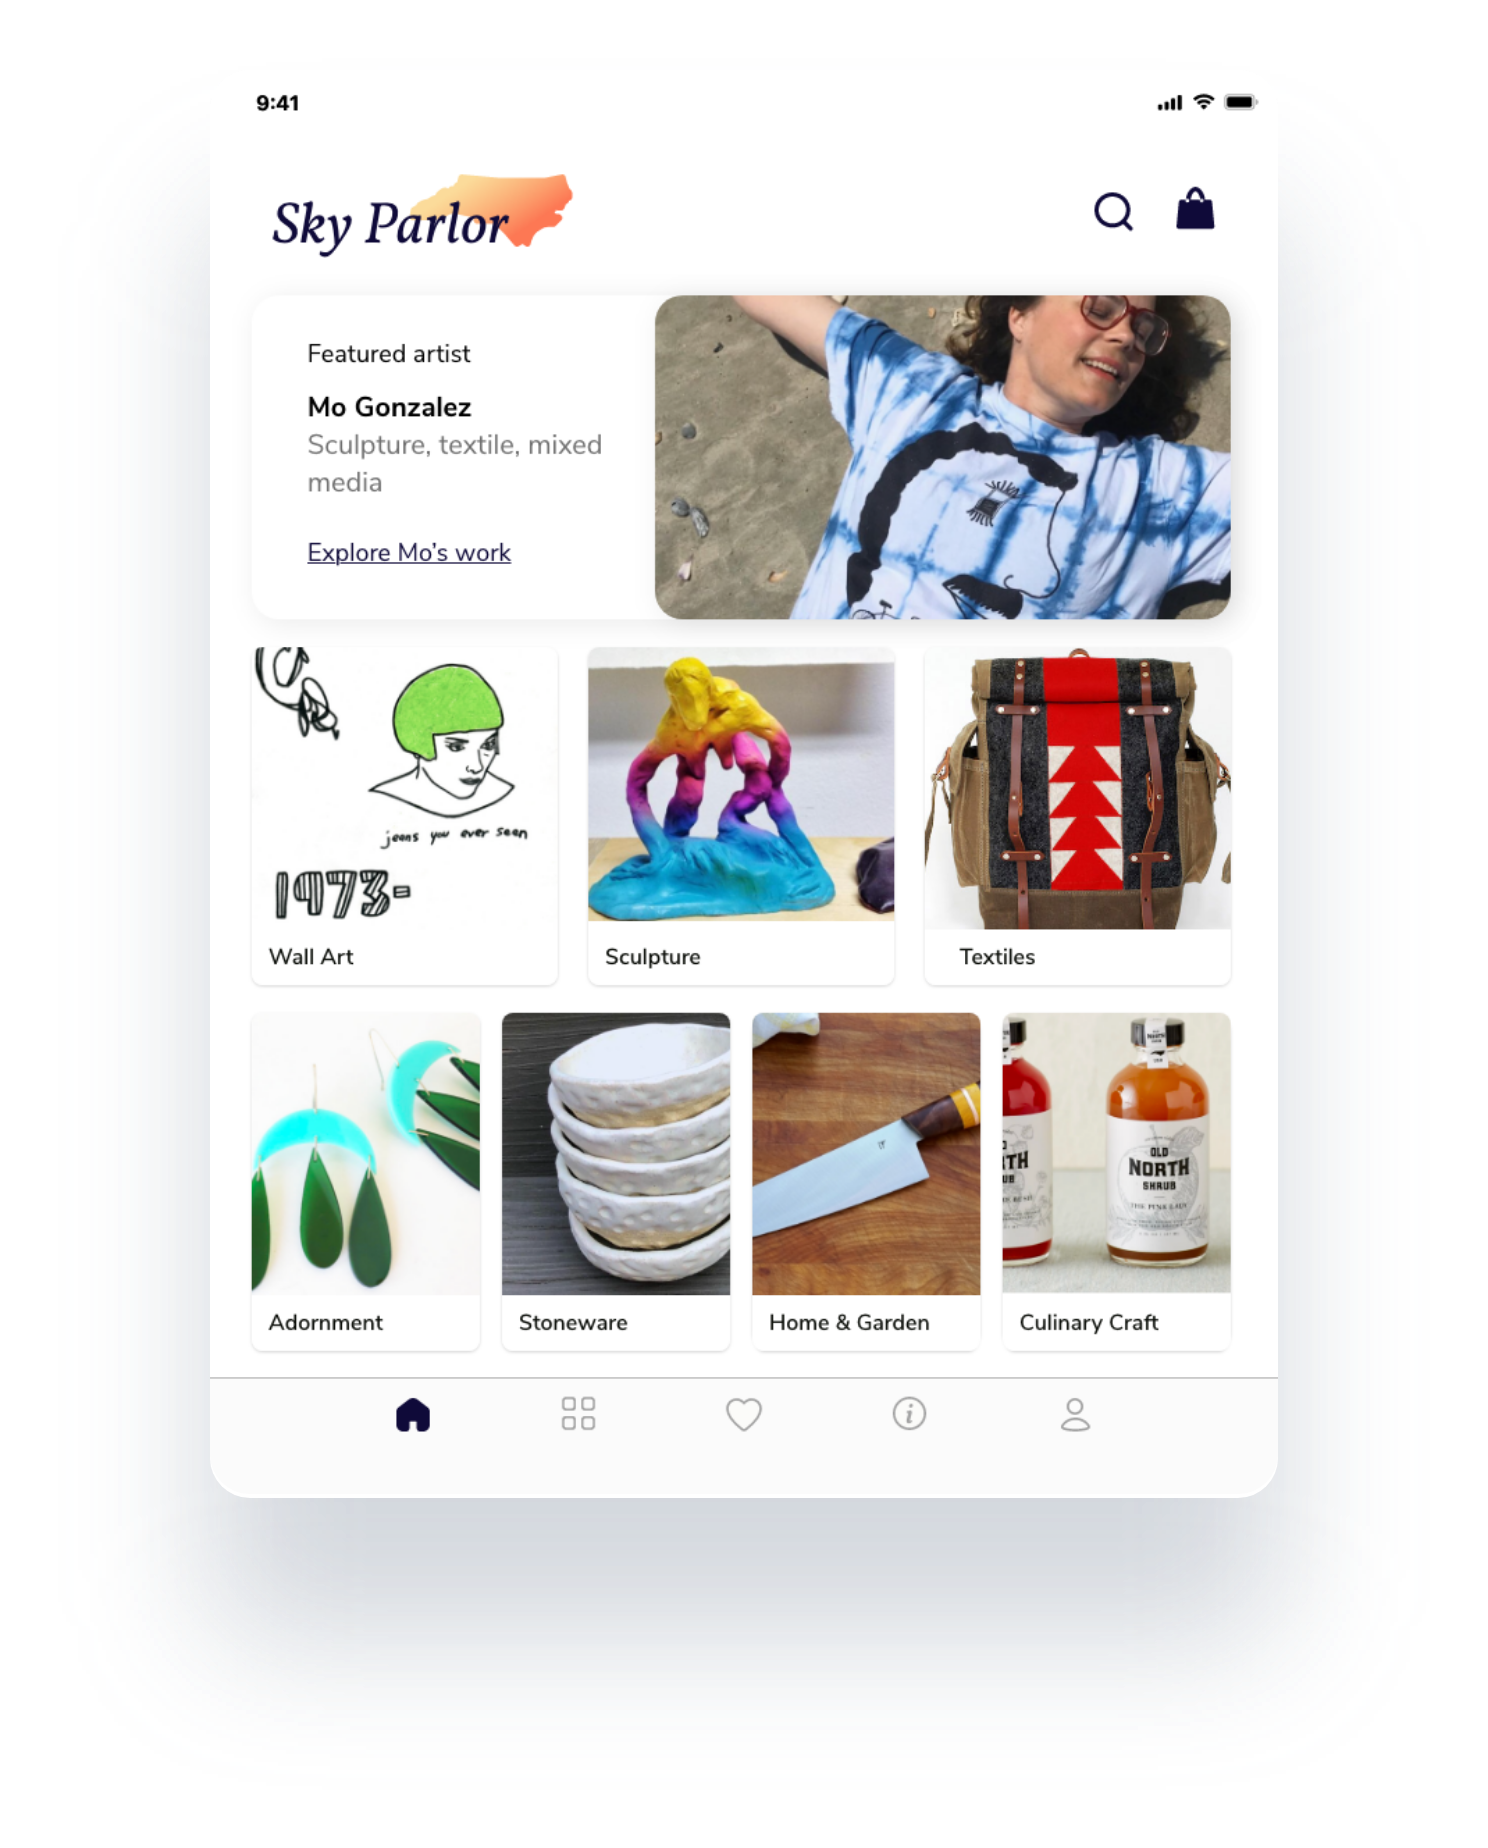 9:41
Sky Parlor
Featured artist
Mo Gonzalez
Sculpture, textile, mixed
media
Explore Mo's work
jeans you ever seen
1973-
Wall Art
Sculpture
Textiles
OLD
NORTH
SHRUB
THE PINK LADY
Adornment
Stoneware
Home & Garden
Culinary Craft